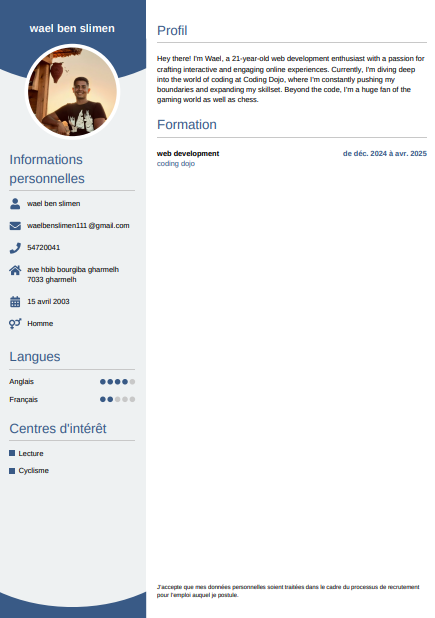 wael ben slimen
Informations
personnelles
wael ben slimen
waelbenslimen111@gmail.com
54720041
ave hbib bourgiba gharmelh
7033 gharmelh
15 avril 2003
Homme
Langues
Anglais
Français
Centres d'intérêt
Lecture
Cyclisme
Profil
Hey there! I'm Wael, a 21-year-old web development enthusiast with a passion for
crafting interactive and engaging online experiences. Currently, I'm diving deep
into the world of coding at Coding Dojo, where I'm constantly pushing my
boundaries and expanding my skillset. Beyond the code, I'm a huge fan of the
gaming world as well as chess.
Formation
web development de déc. 2024 à avr. 2025
coding dojo
J'accepte que mes données personnelles soient traitées dans le cadre du processus de recrutement
pour l'emploi auquel je postule.